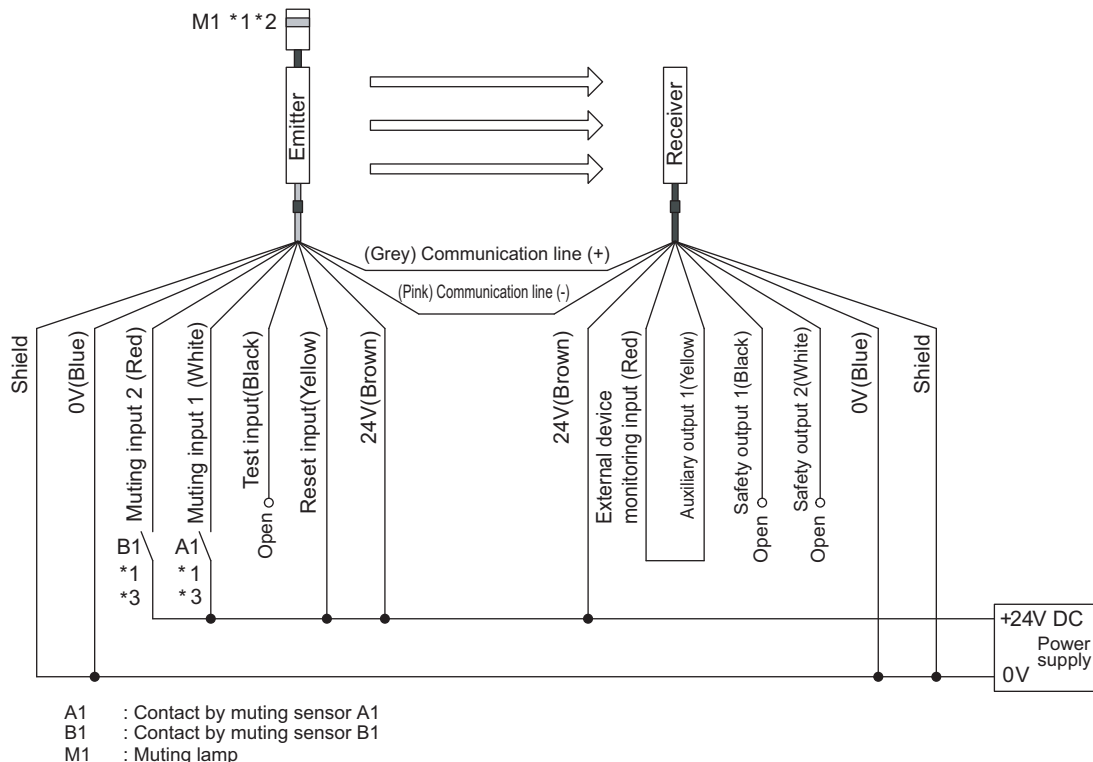 M1 *1*2
Emitter
Receiver
(Grey) Communication line (+)
(Pink) Communication line (-)
Shield
0V(Blue)
Muting input 2 (Red)
Muting input 1 (White)
Test input(Black)
Reset input(Yellow)
24V(Brown)
24V(Brown)
External device
monitoring input (Red)
Auxiliary output 1(Yellow)
Safety output 1(Black)
Safety output 2(White)
0V(Blue)
Shield
Open
Open
Open
B1
*1
*3
A1
*1
*3
+24V DC
Power
supply
0V
A1 : Contact by muting sensor A1
B1 : Contact by muting sensor B1
M1 : Muting lamp